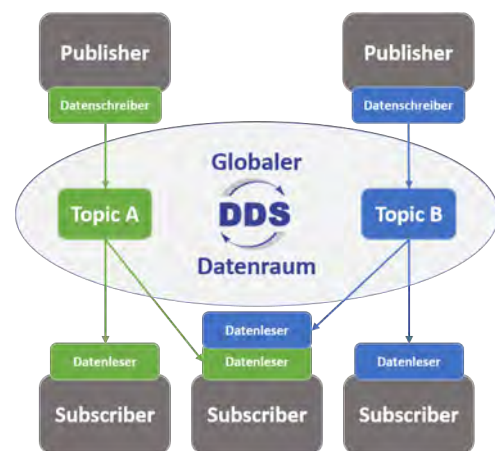 Publisher
Publisher
Datenschreiber
Datenschreiber
Globaler
Topic A
DDS
Topic B
Datenraum
Datenleser
Datenleser
Datenleser
Datenleser
Subscriber
Subscriber
Subscriber